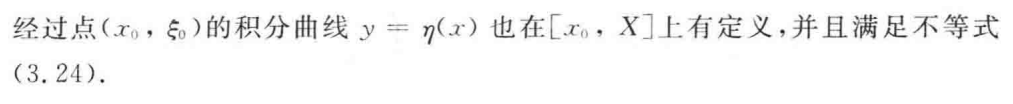 经过点(x₀, ξ₀)的积分曲线 y = η(x) 也在[x₀, X]上有定义,并且满足不等式
(3.24).